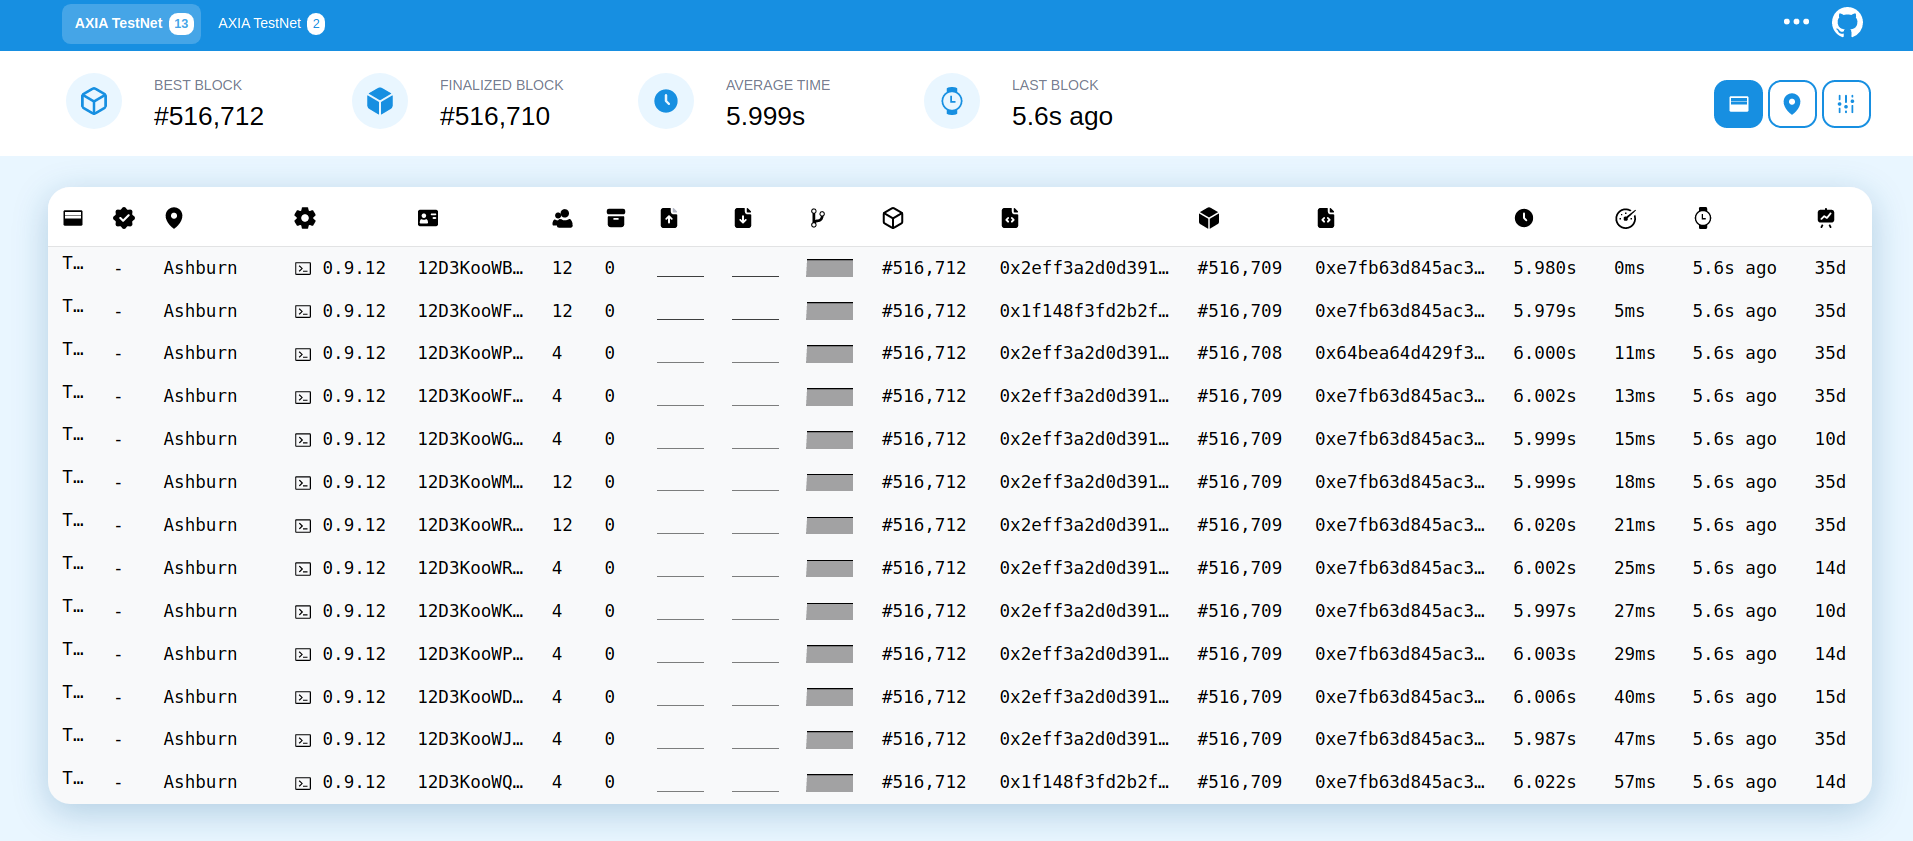 AXIA TestNet 13 AXIA TestNet 2
BEST BLOCK FINALIZED BLOCK AVERAGE TIME LAST BLOCK
#516,712 #516,710 5.999s 5.6s ago
T… - Ashburn 0.9.12 12D3KooWB… 12 0 #516,712 0x2eff3a2d0d391… #516,709 0xe7fb63d845ac3… 5.980s 0ms 5.6s ago 35d
T… - Ashburn 0.9.12 12D3KooWF… 12 0 #516,712 0x1f148f3fd2b2f… #516,709 0xe7fb63d845ac3… 5.979s 5ms 5.6s ago 35d
T… - Ashburn 0.9.12 12D3KooWP… 4 0 #516,712 0x2eff3a2d0d391… #516,708 0x64bea64d429f3… 6.000s 11ms 5.6s ago 35d
T… - Ashburn 0.9.12 12D3KooWF… 4 0 #516,712 0x2eff3a2d0d391… #516,709 0xe7fb63d845ac3… 6.002s 13ms 5.6s ago 35d
T… - Ashburn 0.9.12 12D3KooWG… 4 0 #516,712 0x2eff3a2d0d391… #516,709 0xe7fb63d845ac3… 5.999s 15ms 5.6s ago 10d
T… - Ashburn 0.9.12 12D3KooWM… 12 0 #516,712 0x2eff3a2d0d391… #516,709 0xe7fb63d845ac3… 5.999s 18ms 5.6s ago 35d
T… - Ashburn 0.9.12 12D3KooWR… 12 0 #516,712 0x2eff3a2d0d391… #516,709 0xe7fb63d845ac3… 6.020s 21ms 5.6s ago 35d
T… - Ashburn 0.9.12 12D3KooWR… 4 0 #516,712 0x2eff3a2d0d391… #516,709 0xe7fb63d845ac3… 6.002s 25ms 5.6s ago 14d
T… - Ashburn 0.9.12 12D3KooWK… 4 0 #516,712 0x2eff3a2d0d391… #516,709 0xe7fb63d845ac3… 5.997s 27ms 5.6s ago 10d
T… - Ashburn 0.9.12 12D3KooWP… 4 0 #516,712 0x2eff3a2d0d391… #516,709 0xe7fb63d845ac3… 6.003s 29ms 5.6s ago 14d
T… - Ashburn 0.9.12 12D3KooWD… 4 0 #516,712 0x2eff3a2d0d391… #516,709 0xe7fb63d845ac3… 6.006s 40ms 5.6s ago 15d
T… - Ashburn 0.9.12 12D3KooWJ… 4 0 #516,712 0x2eff3a2d0d391… #516,709 0xe7fb63d845ac3… 5.987s 47ms 5.6s ago 35d
T… - Ashburn 0.9.12 12D3KooWQ… 4 0 #516,712 0x1f148f3fd2b2f… #516,709 0xe7fb63d845ac3… 6.022s 57ms 5.6s ago 14d